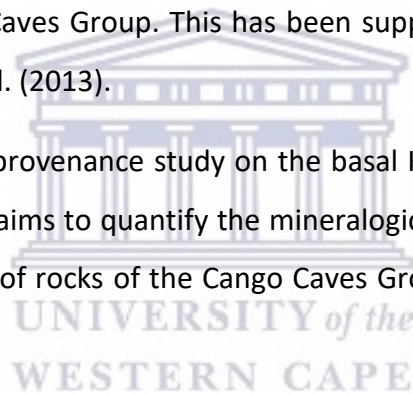 Caves Group. This has been supp
l. (2013).
provenance study on the basal
aims to quantify the mineralogic
of rocks of the Cango Caves Gro
UNIVERSITY of the
WESTERN CAPE